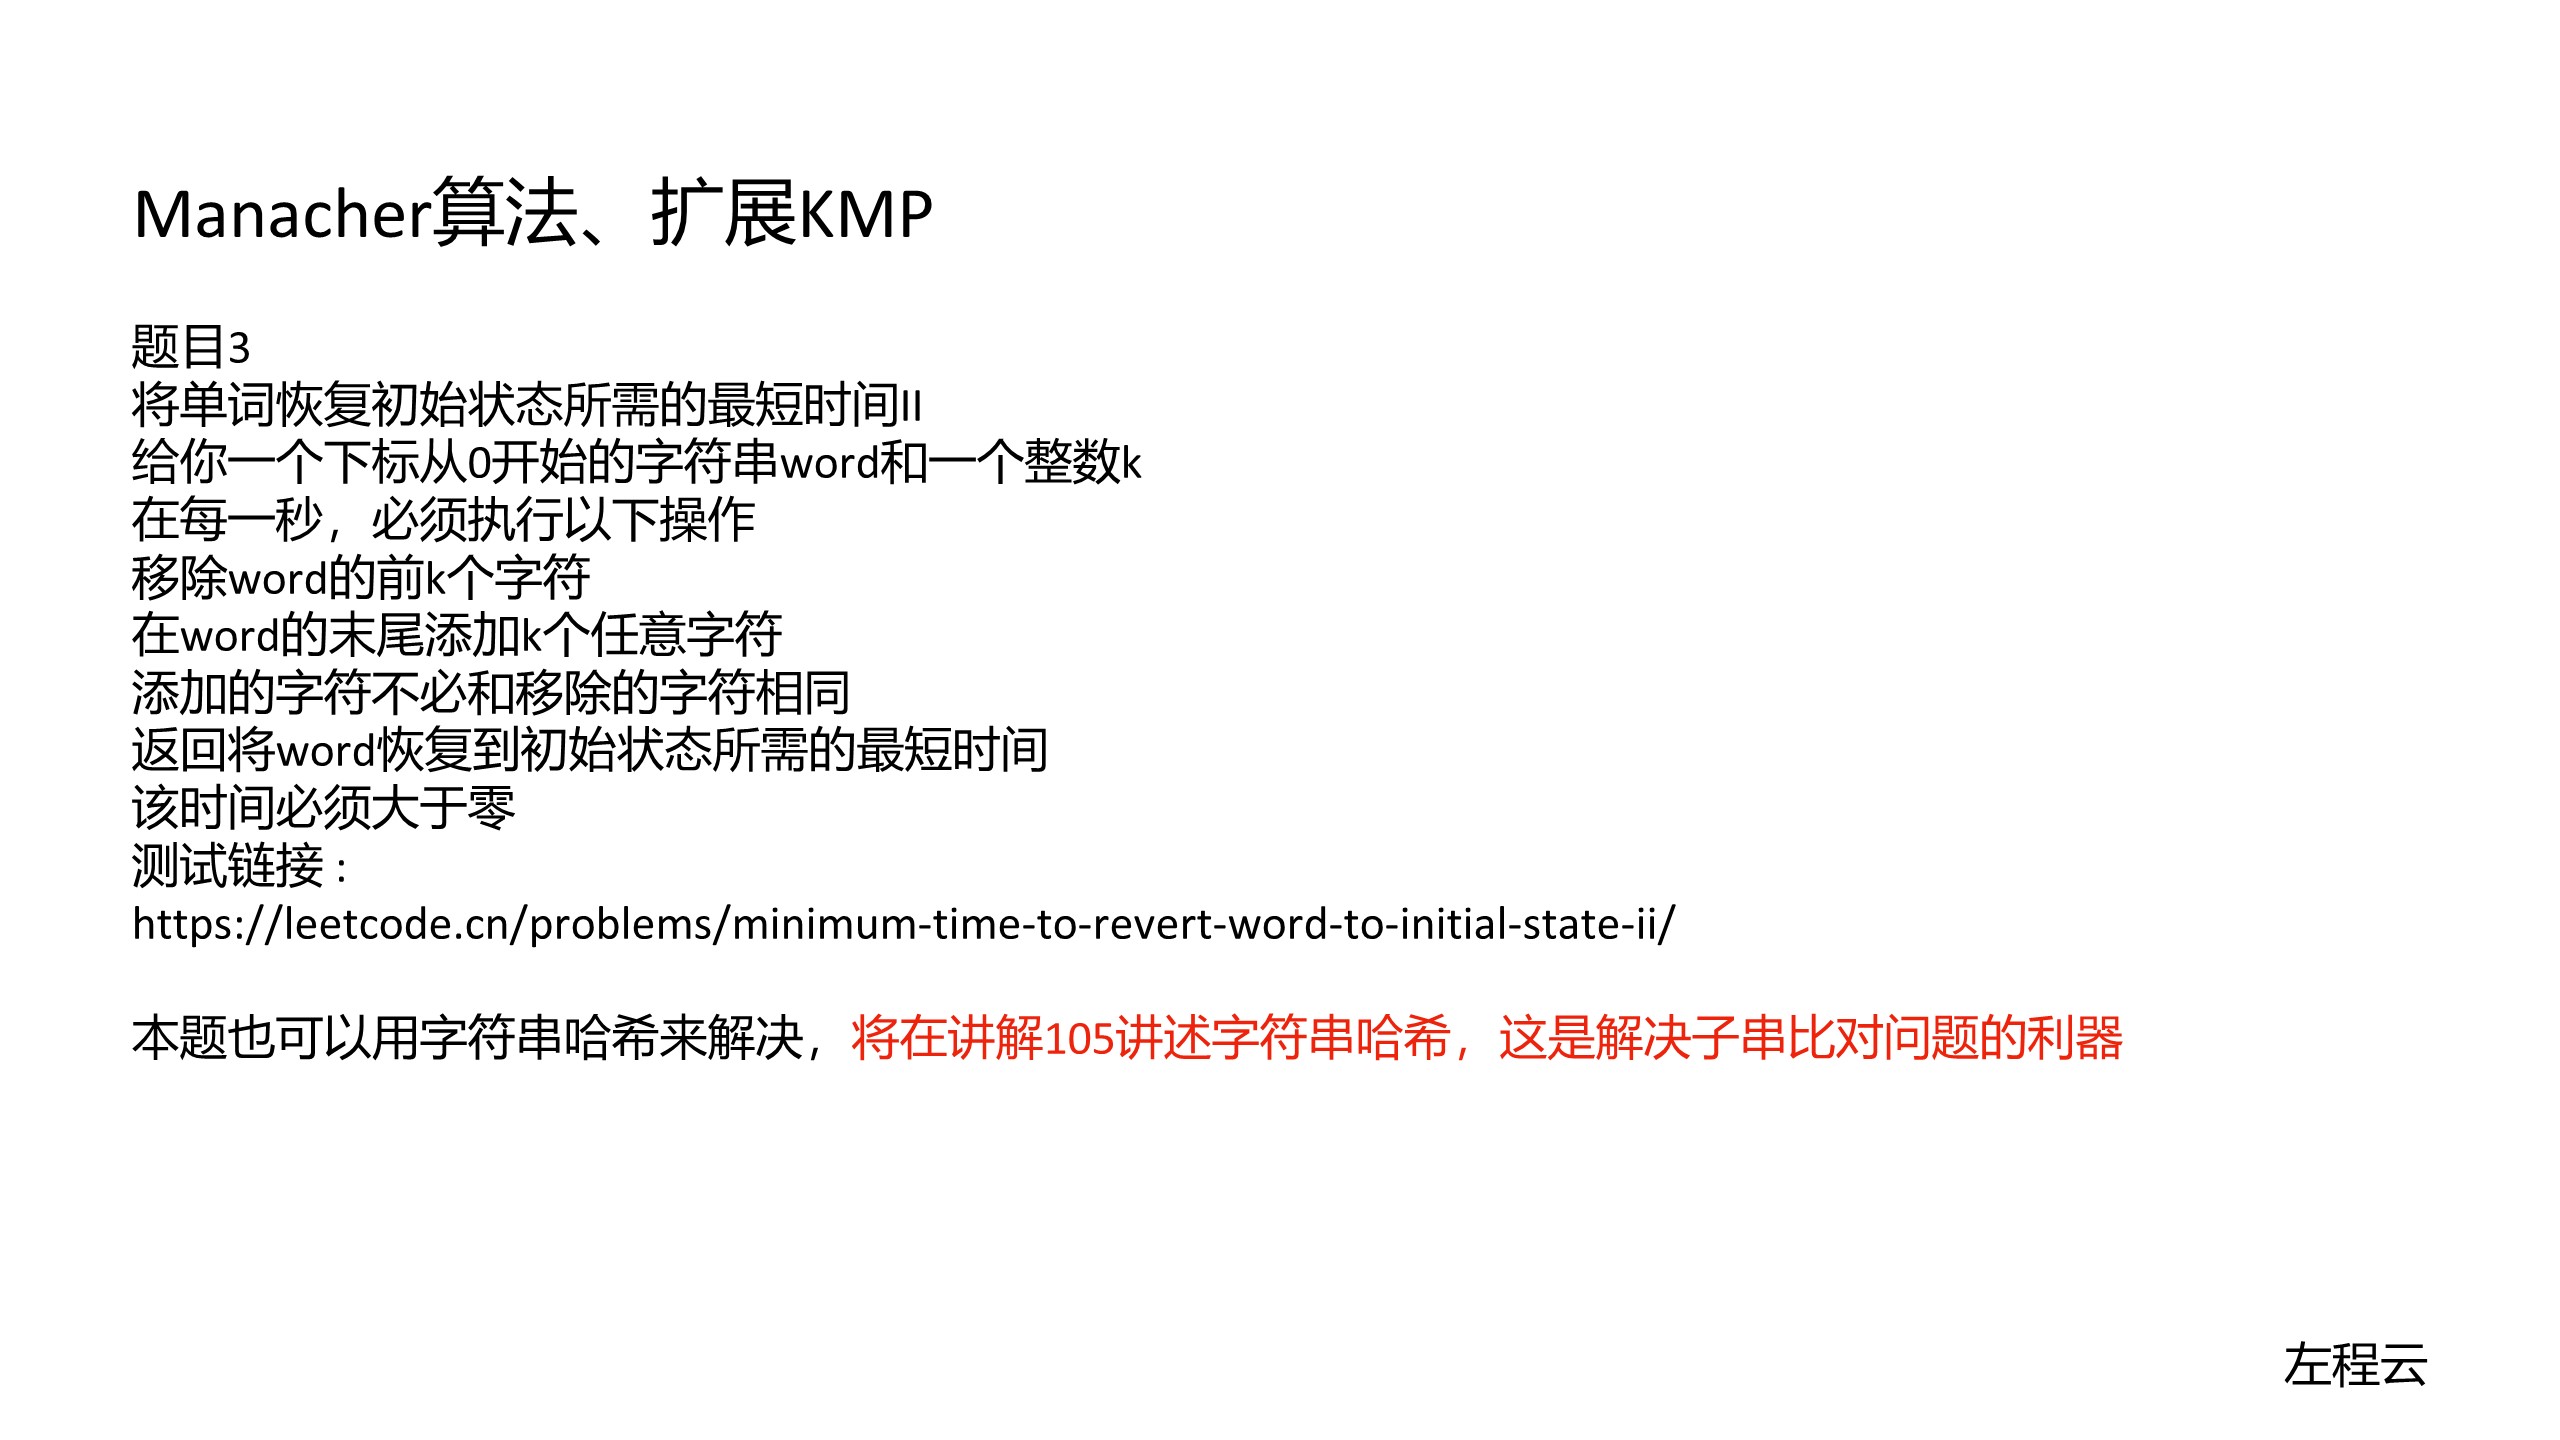 Manacher算法、扩展KMP
题目3
将单词恢复初始状态所需的最短时间II
给你一个下标从0开始的字符串word和一个整数k
在每一秒，必须执行以下操作
移除word的前k个字符
在word的末尾添加k个任意字符
添加的字符不必和移除的字符相同
返回将word恢复到初始状态所需的最短时间
该时间必须大于零
测试链接 :
https://leetcode.cn/problems/minimum-time-to-revert-word-to-initial-state-ii/
本题也可以用字符串哈希来解决，将在讲解105讲述字符串哈希，这是解决子串比对问题的利器
左程云